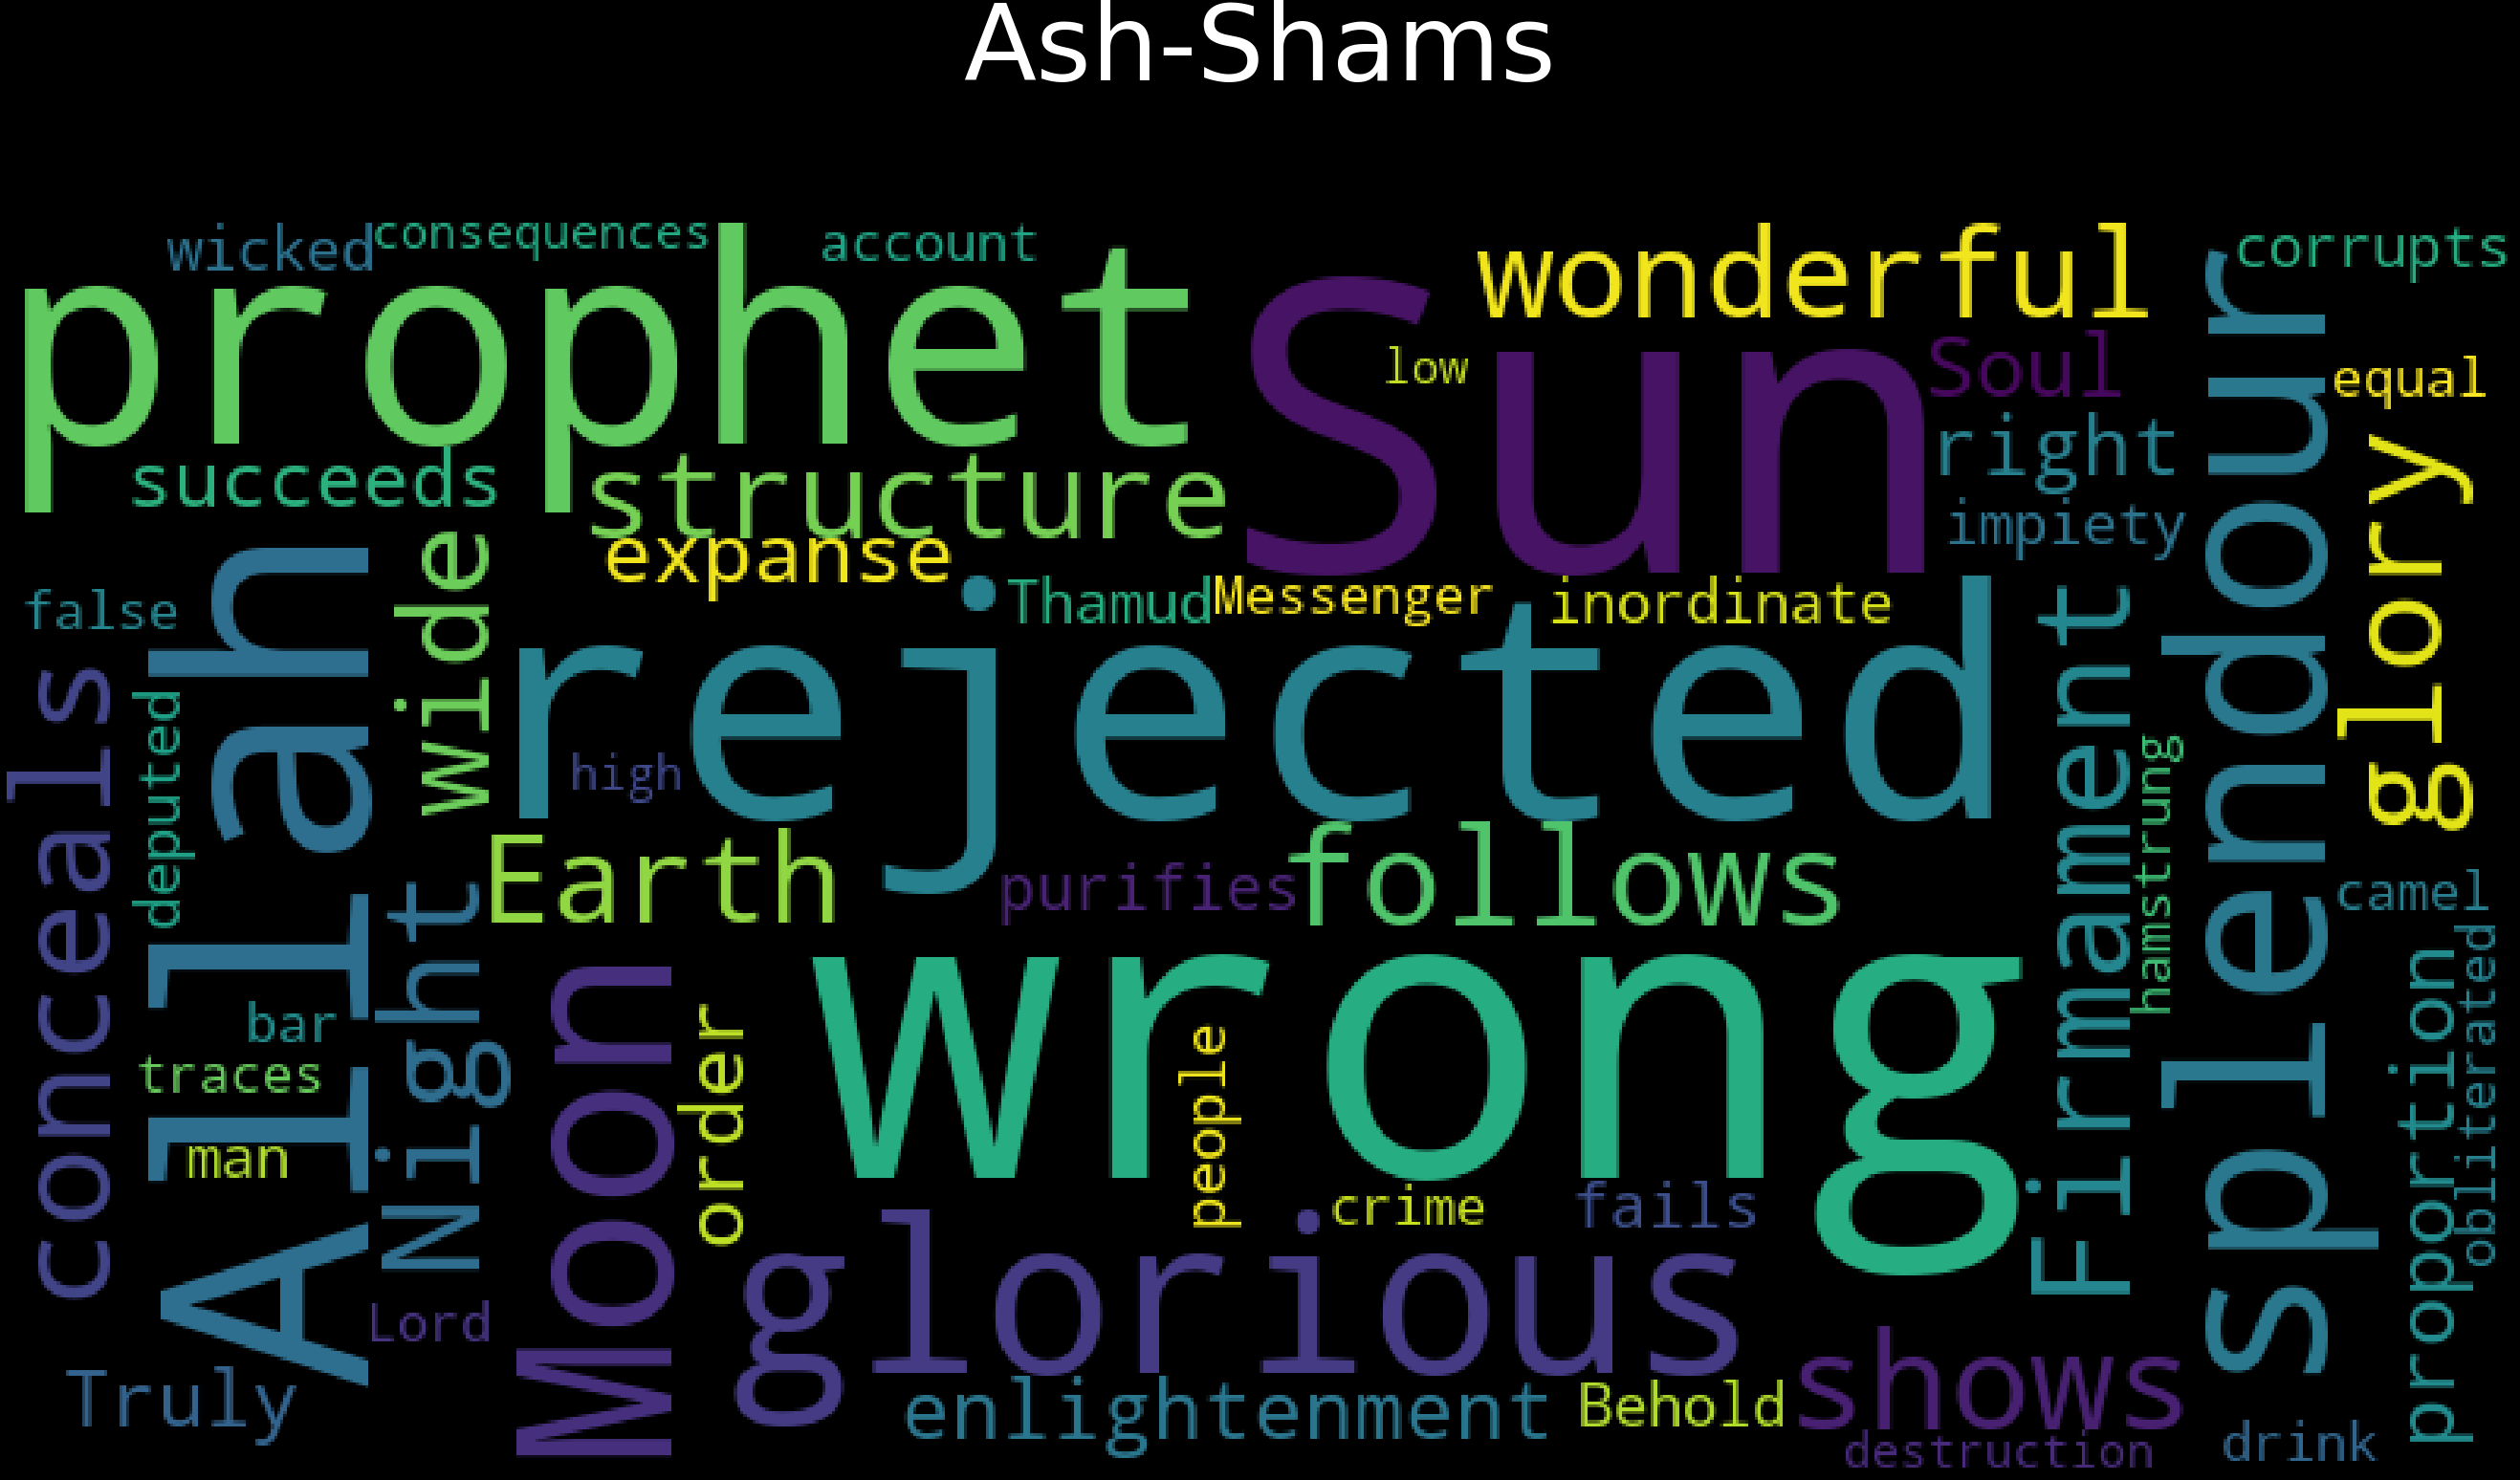 Ash-Shams
wicked
consequences
account
wonderful
corrupts
prophet
Sun
low
Soul
equal
succeeds
structure
right
impiety
splendour
glory
expanse
false
Allah
wide
Thamud
Messenger
inordinate
rejected
Firmament
conceals
deputed
high
hamstrung
Earth
purifies
follows
camel
Night
Moon
wrong
bar
traces
man
order
people
proportion
obliterated
crime
fails
glorious
Lord
Truly
enlightenment
Behold
shows
destruction
drink